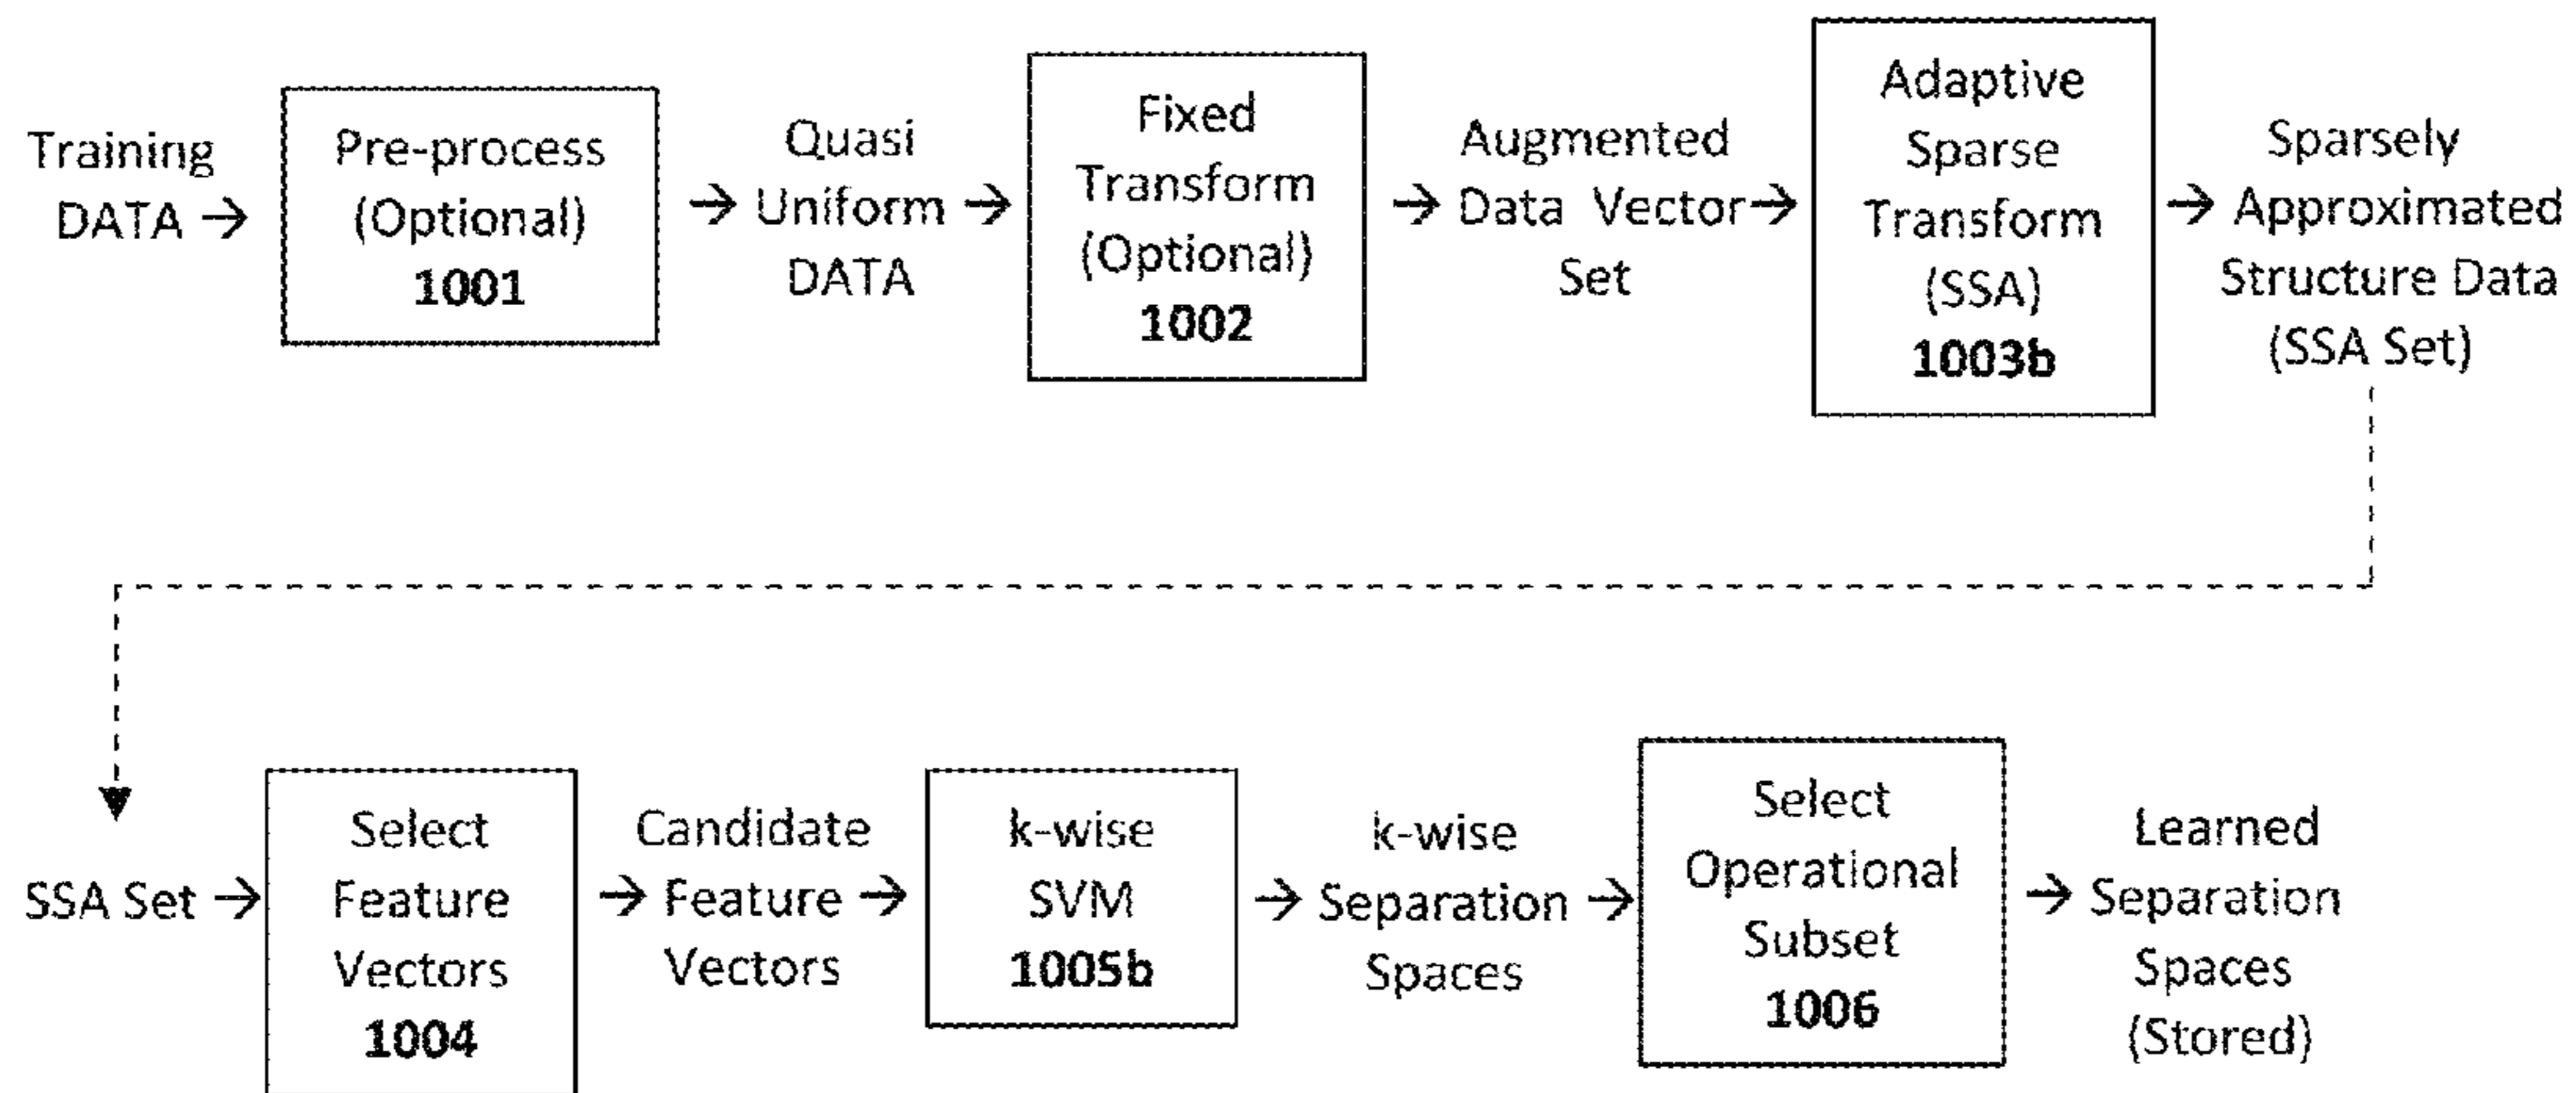 Training
DATA →
Pre-process
(Optional)
1001
→
Quasi
Uniform
DATA
→
Fixed
Transform
(Optional)
1002
→
Augmented
Data Vector
Set
→
Adaptive
Sparse
Transform
(SSA)
1003b
→
Sparsely
Approximated
Structure Data
(SSA Set)
SSA Set →
Select
Feature
Vectors
1004
→
Candidate
Feature
Vectors
→
k-wise
SVM
1005b
→
k-wise
Separation
Spaces
→
Select
Operational
Subset
1006
→
Learned
Separation
Spaces
(Stored)